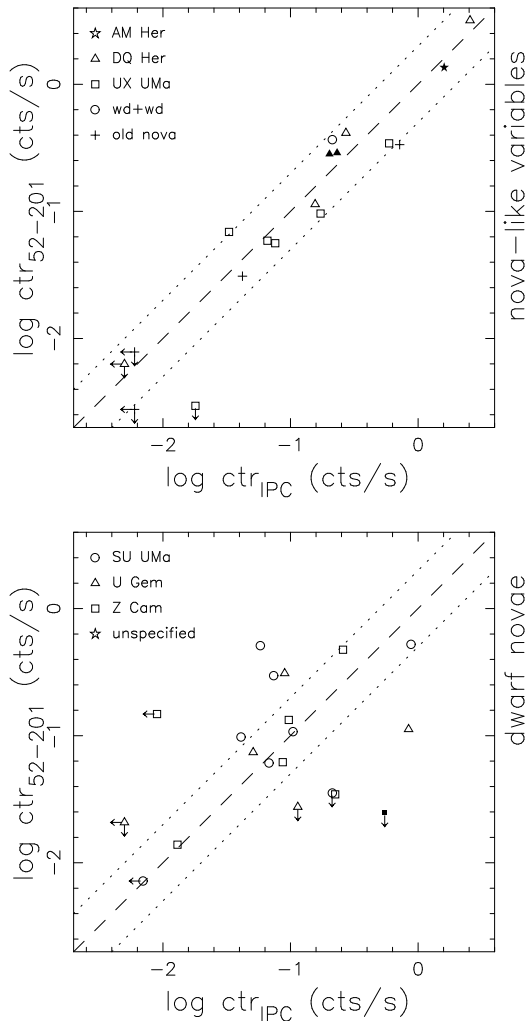 AM Her
DQ Her
UX UMa
wd+wd
old nova
0
-1
-2
log ctr52-201 (cts/s)
nova-like variables
-2 -1 0
log ctrIPC (cts/s)
SU UMa
U Gem
Z Cam
unspecified
0
-1
-2
log ctr52-201 (cts/s)
dwarf novae
-2 -1 0
log ctrIPC (cts/s)